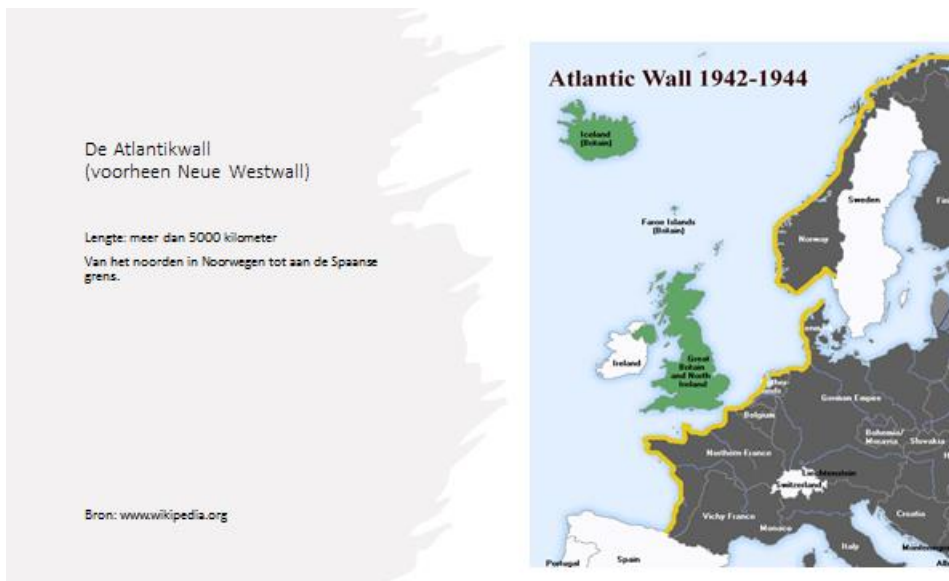 De Atlantikwall
(voorheen Neue Westwall)
Lengte: meer dan 5000 kilometer
Van het noorden in Noorwegen tot aan de Spaanse
grens.
Bron: www.wikipedia.org
Atlantic Wall 1942-1944
Iceland
(Britain)
Faroe Islands
(Britain)
Sweden
Norway
Ireland
Great
Britain
and North
Ireland
Belgium
German Empire
Bohemia/
Moravia
Slovakia
Northern France
Liechtenstein
Switzerland
Vichy France
Monaco
Croatia
Italy
Portugal
Spain